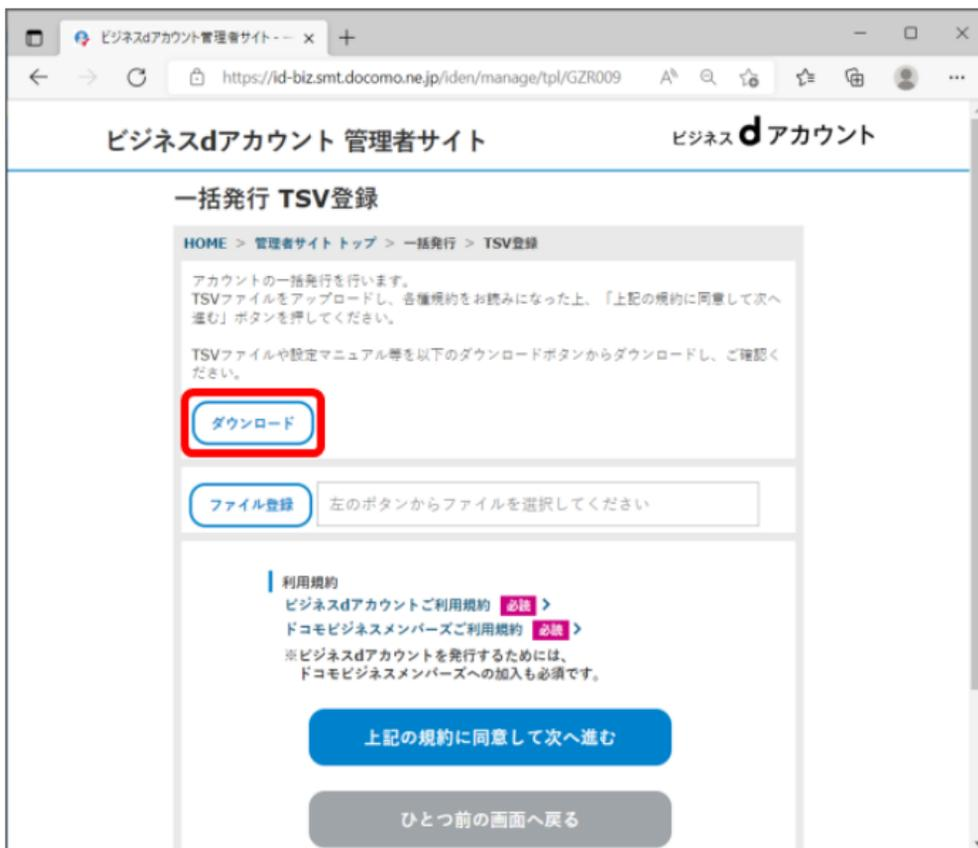 ビジネスdアカウント管理者サイト - 一
https://id-biz.smt.docomo.ne.jp/iden/manage/tpl/GZR009
ビジネスdアカウント 管理者サイト
ビジネス dアカウント
一括発行 TSV登録
HOME > 管理者サイト トップ > 一括発行 > TSV登録
アカウントの一括発行を行います。
TSVファイルをアップロードし、各種規約をお読みになった上、「上記の規約に同意して次へ
進む」ボタンを押してください。
TSVファイルや設定マニュアル等を以下のダウンロードボタンからダウンロードし、ご確認く
ださい。
ダウンロード
ファイル登録 左のボタンからファイルを選択してください
利用規約
ビジネスdアカウントご利用規約 必読 >
ドコモビジネスメンバーズご利用規約 必読 >
※ビジネスdアカウントを発行するためには、
ドコモビジネスメンバーズへの加入も必須です。
上記の規約に同意して次へ進む
ひとつ前の画面へ戻る